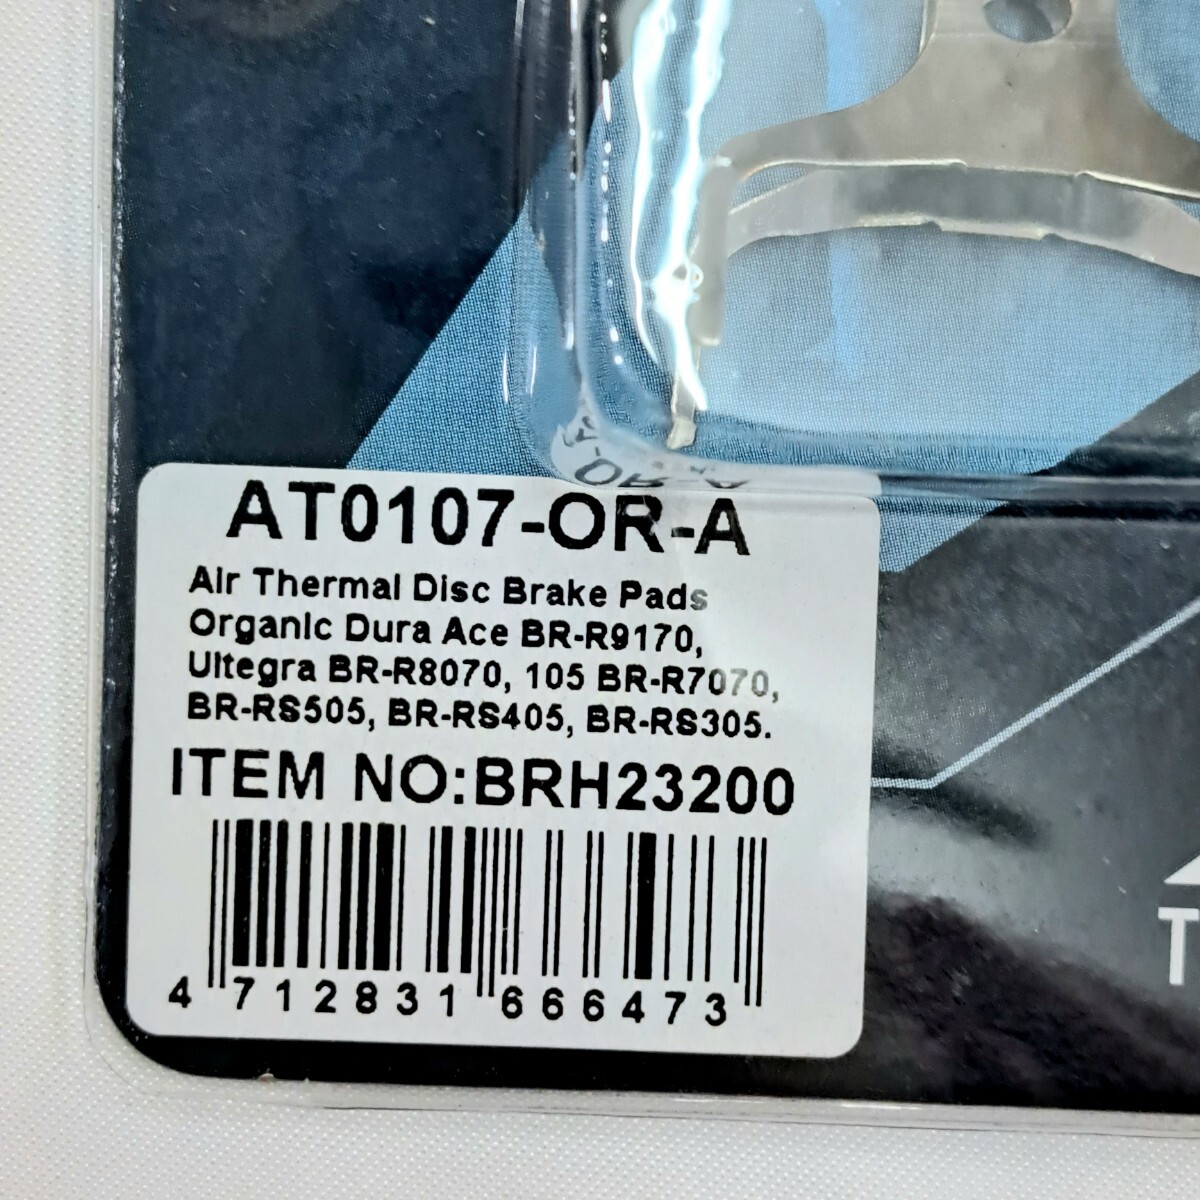 AT0107-OR-A
Air Thermal Disc Brake Pads
Organic Dura Ace BR-R9170,
Ultegra BR-R8070, 105 BR-R7070,
BR-RS505, BR-RS405, BR-RS305.
ITEM NO:BRH23200
4 712831 666473
T